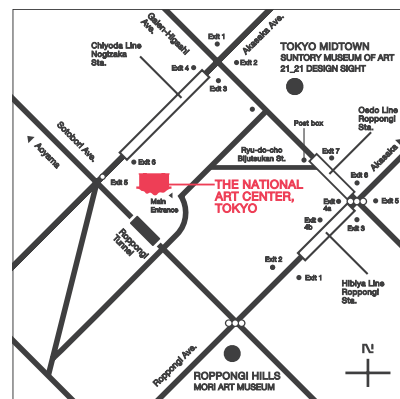 Gaien-Higashi
Ave.
Exit 1
Akasaka Ave.
Chiyoda Line
Nogizaka
Sta.
Exit 4
Exit 2
Exit 3
TOKYO MIDTOWN
SUNTORY MUSEUM OF ART
21_21 DESIGN SIGHT
Oedo Line
Roppongi
Sta.
Post box
Sotobori Ave.
Aoyama
Ryu-do-cho
Bijutsukan St.
Exit 7
Akasaka
Exit 6
Exit 5
Main
Entrance
THE NATIONAL
ART CENTER,
TOKYO
Exit 6
Exit
4a
Exit 5
Exit
4b
Exit 3
Roppongi
Tunnel
Exit 2
Exit 1
Hibiya Line
Roppongi
Sta.
Roppongi Ave.
ROPPONGI HILLS
MORI ART MUSEUM
N